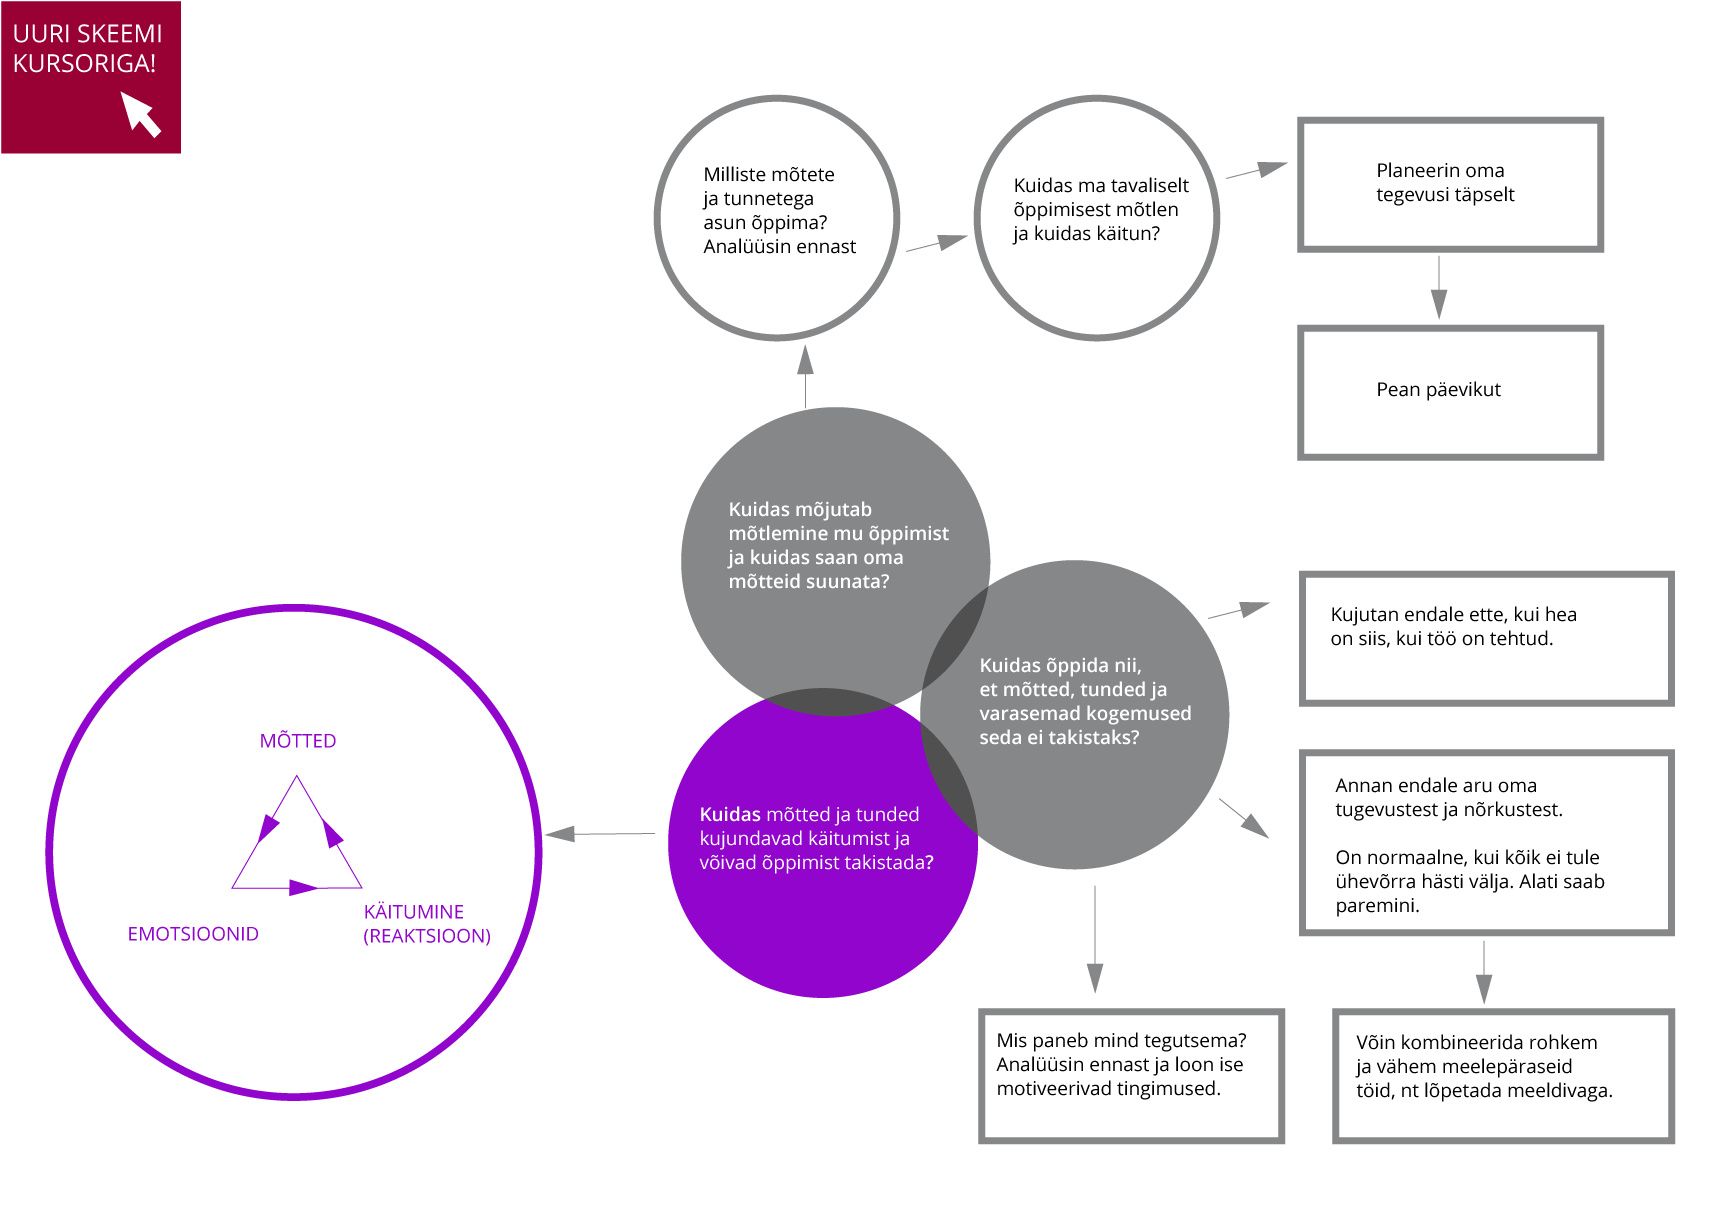 UURI SKEEMI
KURSORIGA!
Milliste mõtete
ja tunnetega
asun õppima?
Analüüsin ennast
Kuidas ma tavaliselt
õppimisest mõtlen
ja kuidas käitun?
Planeerin oma
tegevusi täpselt
Pean päevikut
Kuidas mõjutab
mõtlemine mu õppimist
ja kuidas saan oma
mõtteid suunata?
Kuidas õppida nii,
et mõtted, tunded ja
varasemad kogemused
seda ei takistaks?
Kujutan endale ette, kui hea
on siis, kui töö on tehtud.
Annan endale aru oma
tugevustest ja nõrkustest.
On normaalne, kui kõik ei tule
ühevõrra hästi välja. Alati saab
paremini.
Kuidas mõtted ja tunded
kujundavad käitumist ja
võivad õppimist takistada?
MÕTTED
EMOTSIOONID
KÄITUMINE
(REAKTSIOON)
Mis paneb mind tegutsema?
Analüüsin ennast ja loon ise
motiveerivad tingimused.
Võin kombineerida rohkem
ja vähem meelepäraseid
töid, nt lõpetada meeldivaga.